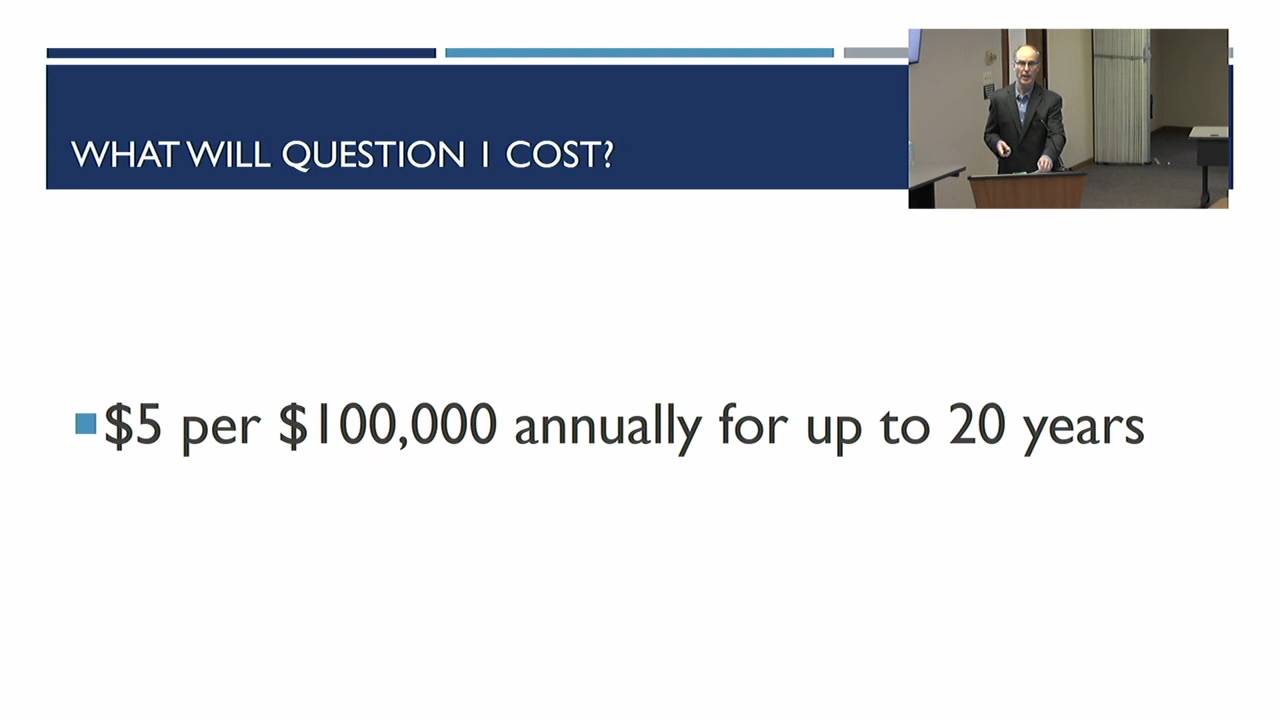 WHAT WILL QUESTION 1 COST?
$5 per $100,000 annually for up to 20 years